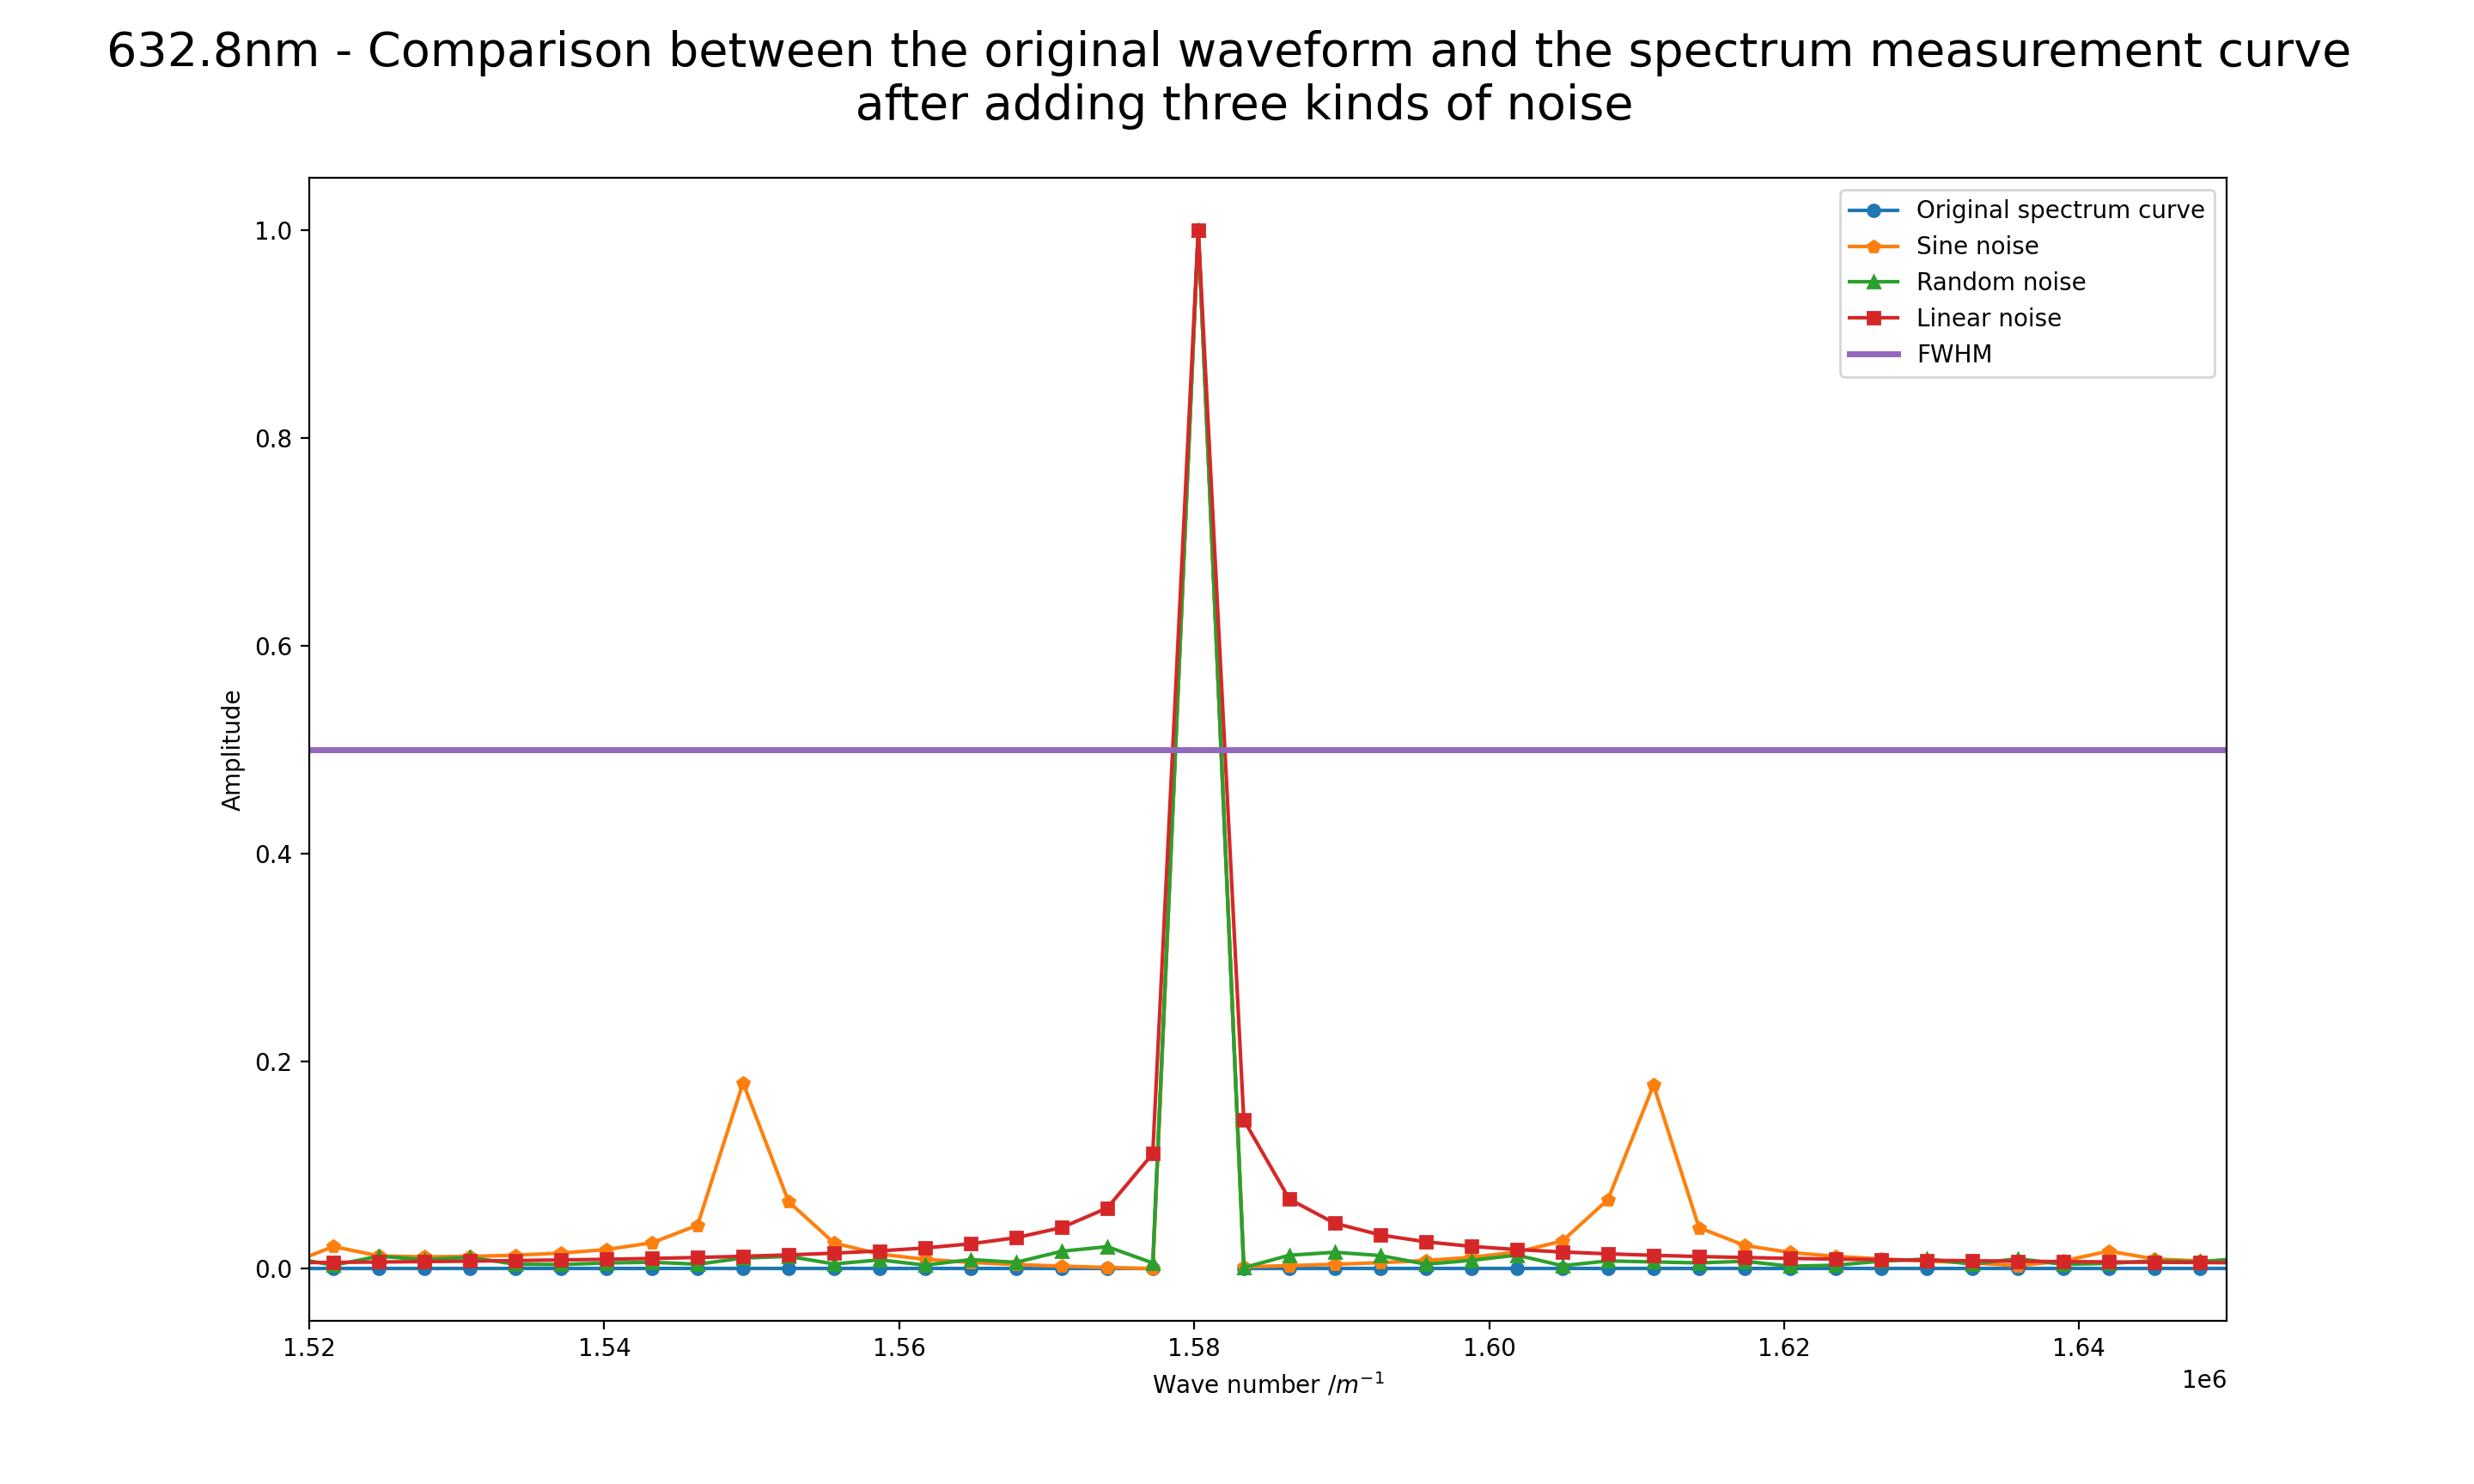 632.8nm - Comparison between the original waveform and the spectrum measurement curve
after adding three kinds of noise
Original spectrum curve
Sine noise
Random noise
Linear noise
FWHM
1.0
0.8
0.6
0.4
0.2
0.0
Amplitude
1.52 1.54 1.56 1.58 1.60 1.62 1.64
1e6
Wave number /m⁻¹